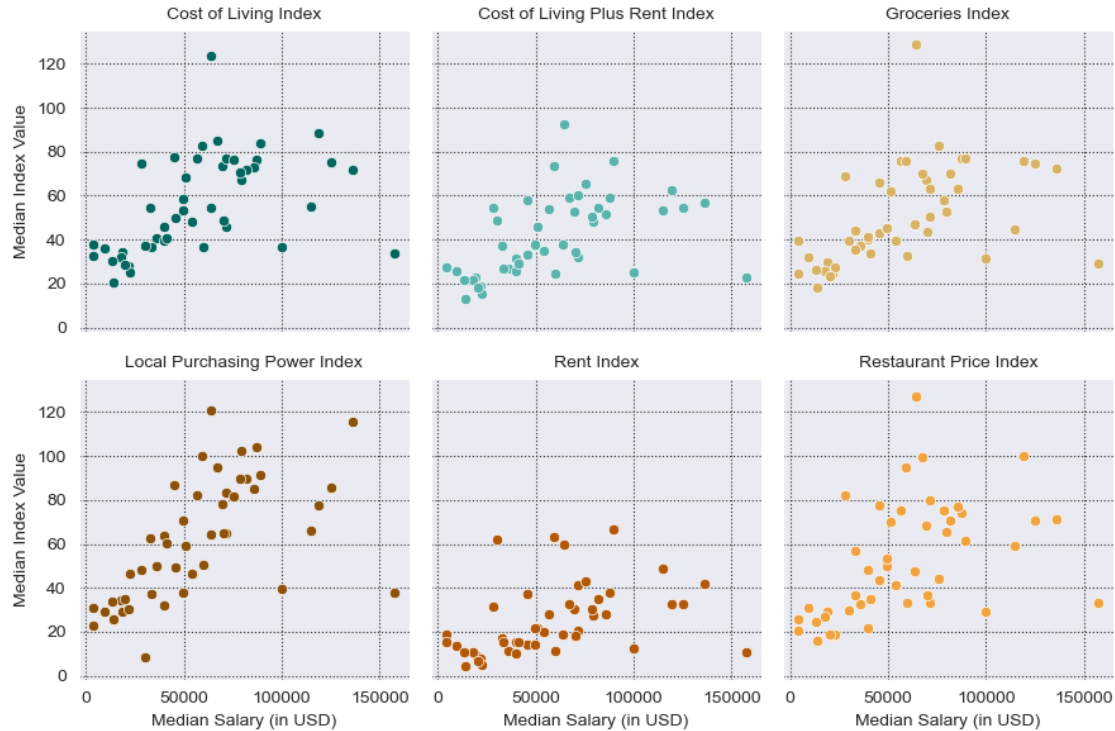 Cost of Living Index
Cost of Living Plus Rent Index
Groceries Index
Median Index Value
120
100
80
60
40
20
0
Local Purchasing Power Index
Rent Index
Restaurant Price Index
Median Index Value
120
100
80
60
40
20
0
0 50000 100000 150000
0 50000 100000 150000
0 50000 100000 150000
Median Salary (in USD)
Median Salary (in USD)
Median Salary (in USD)